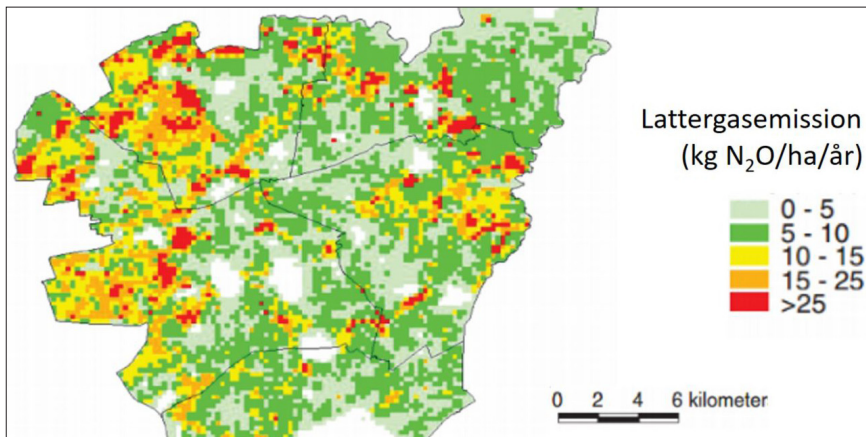 Lattergasemission
(kg N₂O/ha/år)
0 - 5
5 - 10
10 - 15
15 - 25
>25
0 2 4 6 kilometer